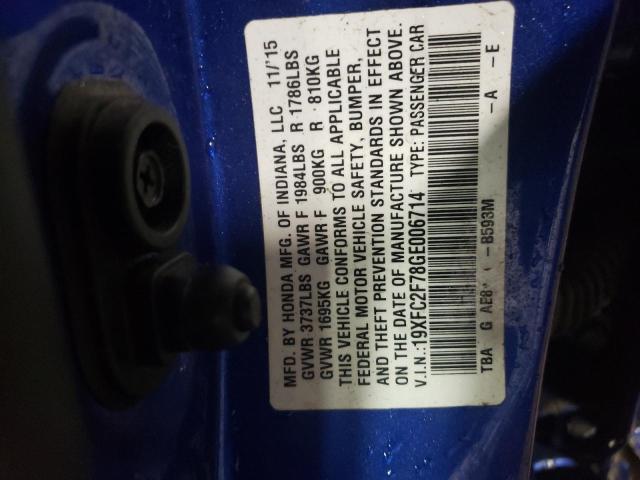 MFD. BY HONDA MFG. OF INDIANA, LLC 11/'15
GVWR 3737LBS GAWR F 1984LBS R 1786LBS
GVWR 1695KG GAWR F 900KG R 810KG
THIS VEHICLE CONFORMS TO ALL APPLICABLE
FEDERAL MOTOR VEHICLE SAFETY, BUMPER,
AND THEFT PREVENTION STANDARDS IN EFFECT
ON THE DATE OF MANUFACTURE SHOWN ABOVE.
V.I.N.:19XFC2F78GE006714 TYPE: PASSENGER CAR
TBA G B-593M -A -E